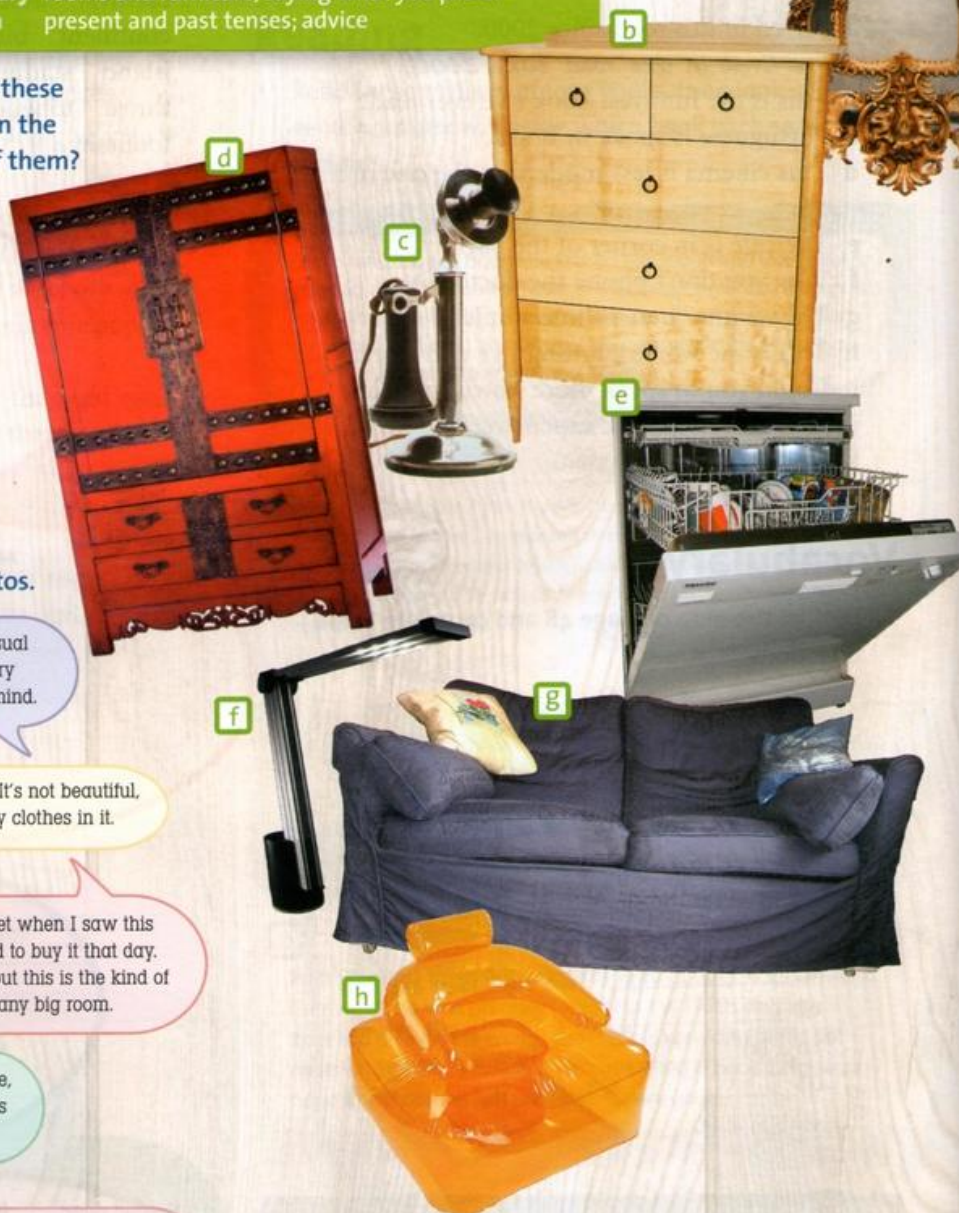 present and past tenses; advice
b
these
n the
f them?
d
c
e
tos.
sual
ry
mind.
f
g
It's not beautiful,
y clothes in it.
et when I saw this
d to buy it that day.
out this is the kind of
any big room.
h
e,
s